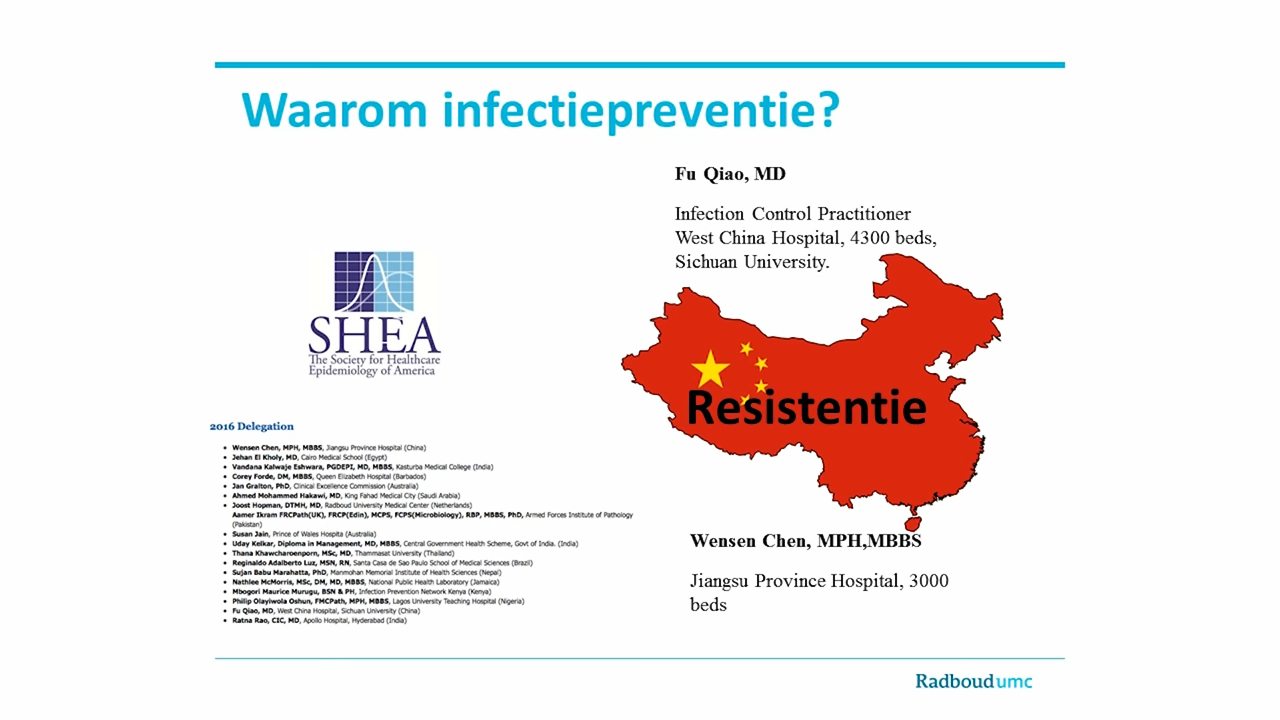 Waarom infectiepreventie?
Fu Qiao, MD
Infection Control Practitioner
West China Hospital, 4300 beds,
Sichuan University.
SHEA
The Society for Healthcare
Epidemiology of America
Resistentie
2016 Delegation
Wensen Chen, MPH, MBBS, Jiangsu Province Hospital (China)
Jehan El Kholy, MD, Cairo Medical School (Egypt)
Vandana Kalwaje Eshwara, PGDEPI, MD, MBBS, Kasturba Medical College (India)
Corey Forde, DM, MBBS, Queen Elizabeth Hospital (Barbados)
Jan Gralton, PhD, Clinical Excellence Commission (Australia)
Ahmed Mohammed Hakawi, MD, King Fahad Medical City (Saudi Arabia)
Joost Hopman, DTMH, MD, Radboud University Medical Center (Netherlands)
Aamer Ikram FRCPath(UK), FRCP(Edin), MCPS, FCPS(Microbiology), RBP, MBBS, PhD, Armed Forces Institute of Pathology
(Pakistan)
Susan Jain, Prince of Wales Hospita (Australia)
Uday Kelkar, Diploma in Management, MD, MBBS, Central Government Health Scheme, Govt of India. (India)
Thana Khawcharoenporn, MSc, MD, Thammasat University (Thailand)
Reginaldo Adalberto Luz, MSN, RN, Santa Casa de Sao Paulo School of Medical Sciences (Brazil)
Sujan Babu Marahatta, PhD, Manmohan Memorial Institute of Health Sciences (Nepal)
Nathlee McMorris, MSc, DM, MD, MBBS, National Public Health Laboratory (Jamaica)
Mbogori Maurice Murugu, BSN & PH, Infection Prevention Network Kenya (Kenya)
Philip Olayiwola Oshun, FMCPath, MPH, MBBS, Lagos University Teaching Hospital (Nigeria)
Fu Qiao, MD, West China Hospital, Sichuan University (China)
Ratna Rao, CIC, MD, Apollo Hospital, Hyderabad (India)
Wensen Chen, MPH,MBBS
Jiangsu Province Hospital, 3000
beds
Radboudumc